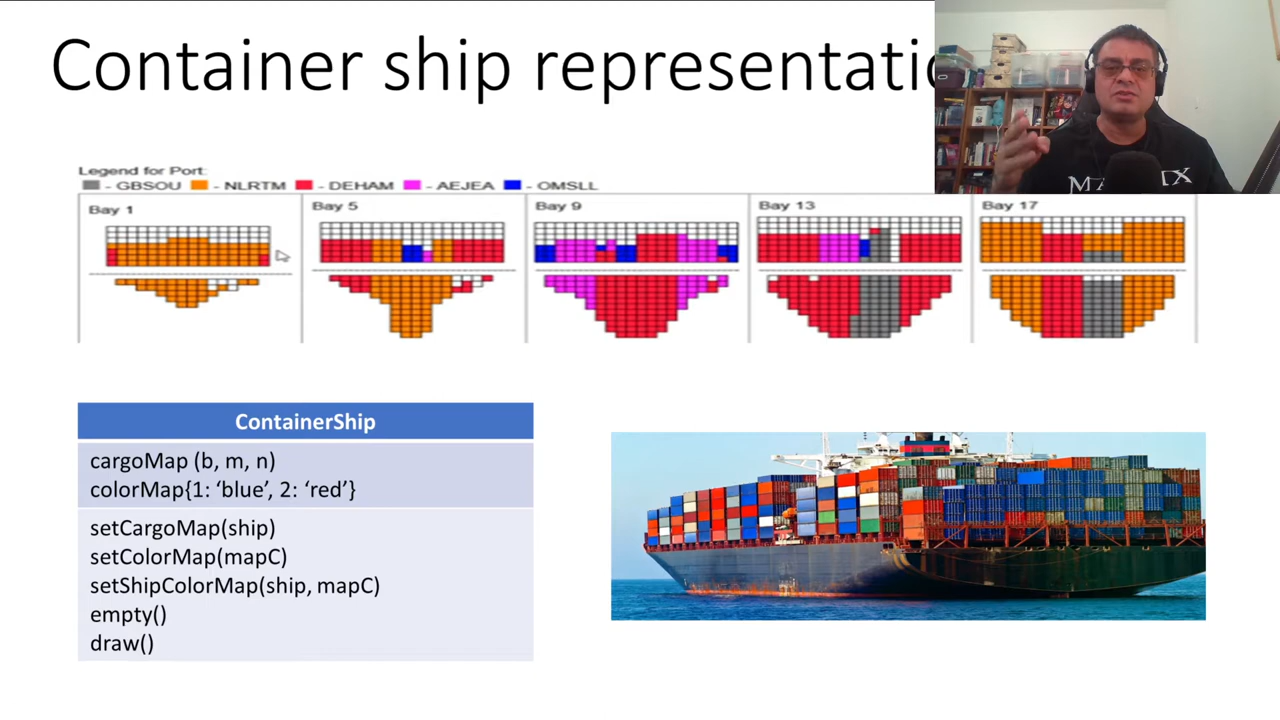 Container ship representatio
Legend for Port:
- GBSOU - NLRTM - DEHAM - AEJEA - OMSLL
Bay 1 Bay 5 Bay 9 Bay 13 Bay 17
ContainerShip
cargoMap (b, m, n)
colorMap{1: ‘blue’, 2: ‘red’}
setCargoMap(ship)
setColorMap(mapC)
setShipColorMap(ship, mapC)
empty()
draw()